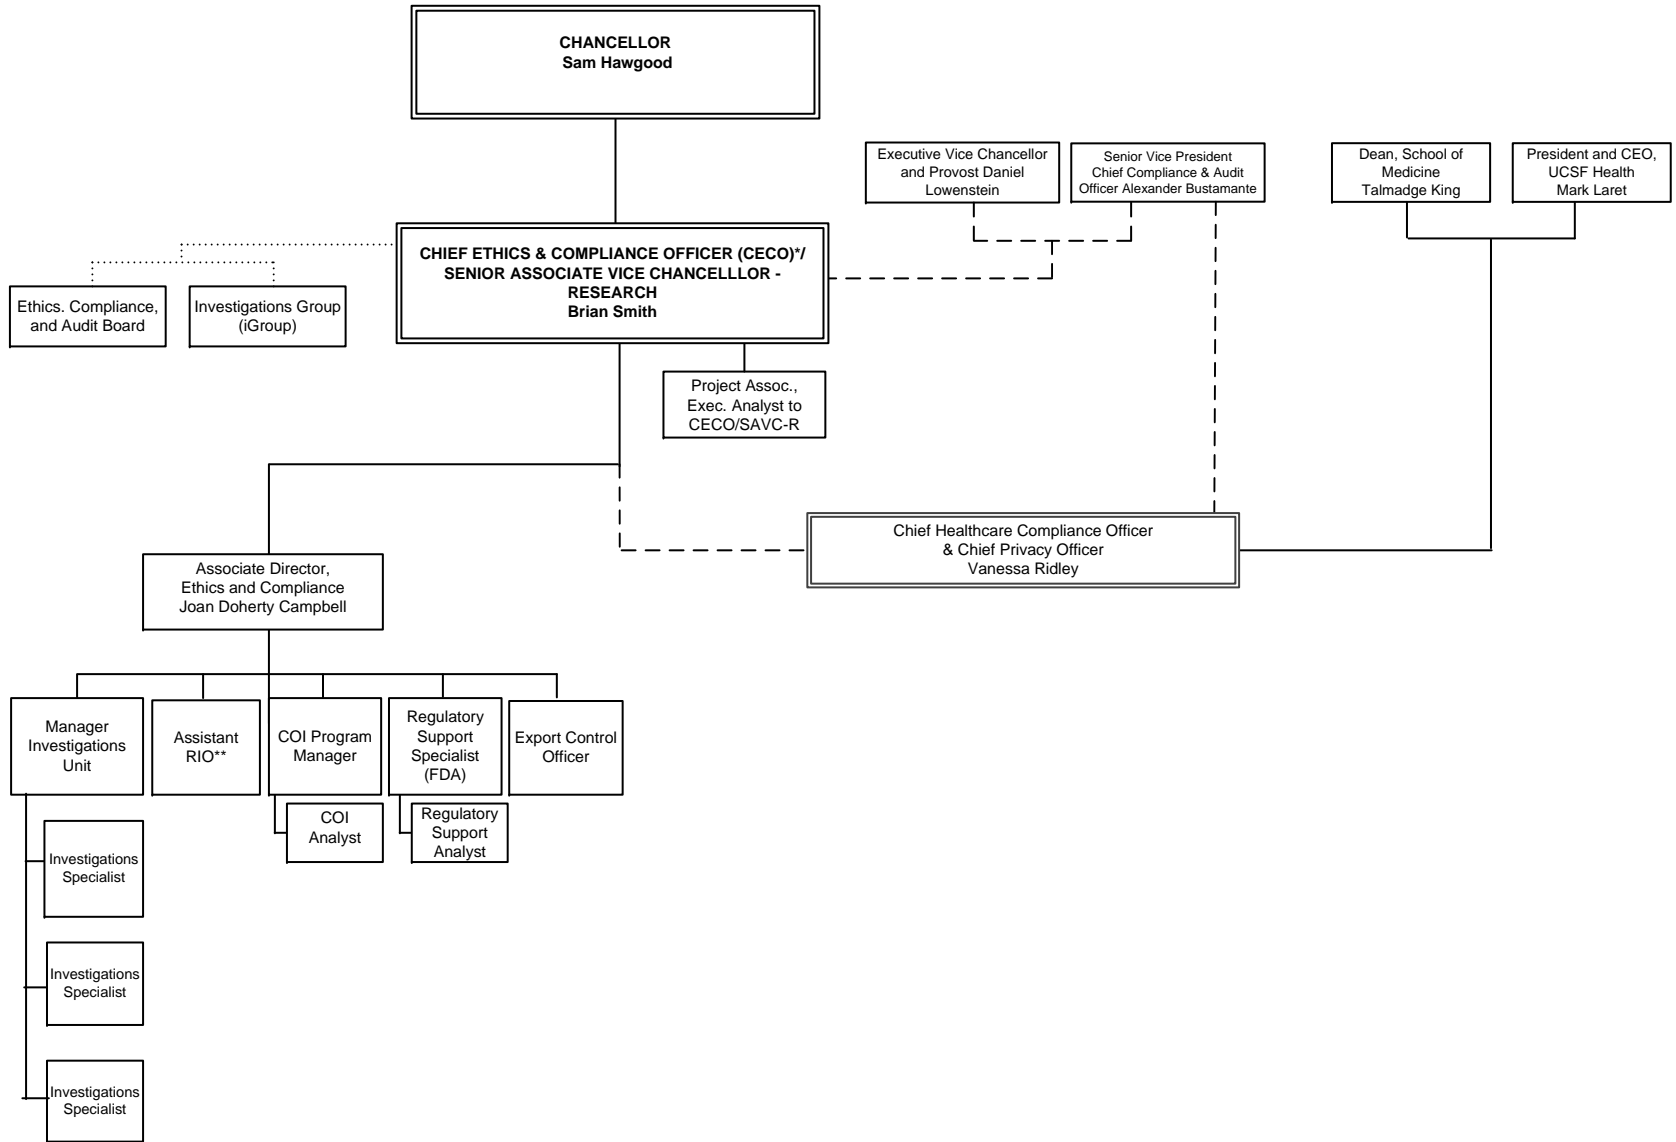 CHANCELLOR
Sam Hawgood
Executive Vice Chancellor
and Provost Daniel
Lowenstein
Senior Vice President
Chief Compliance & Audit
Officer Alexander Bustamante
Dean, School of
Medicine
Talmadge King
President and CEO,
UCSF Health
Mark Laret
CHIEF ETHICS & COMPLIANCE OFFICER (CECO)*/
SENIOR ASSOCIATE VICE CHANCELLLOR -
RESEARCH
Brian Smith
Ethics. Compliance,
and Audit Board
Investigations Group
(iGroup)
Project Assoc.,
Exec. Analyst to
CECO/SAVC-R
Chief Healthcare Compliance Officer
& Chief Privacy Officer
Vanessa Ridley
Associate Director,
Ethics and Compliance
Joan Doherty Campbell
Manager
Investigations
Unit
Assistant
RIO**
COI Program
Manager
Regulatory
Support
Specialist
(FDA)
Export Control
Officer
COI
Analyst
Regulatory
Support
Analyst
Investigations
Specialist
Investigations
Specialist
Investigations
Specialist